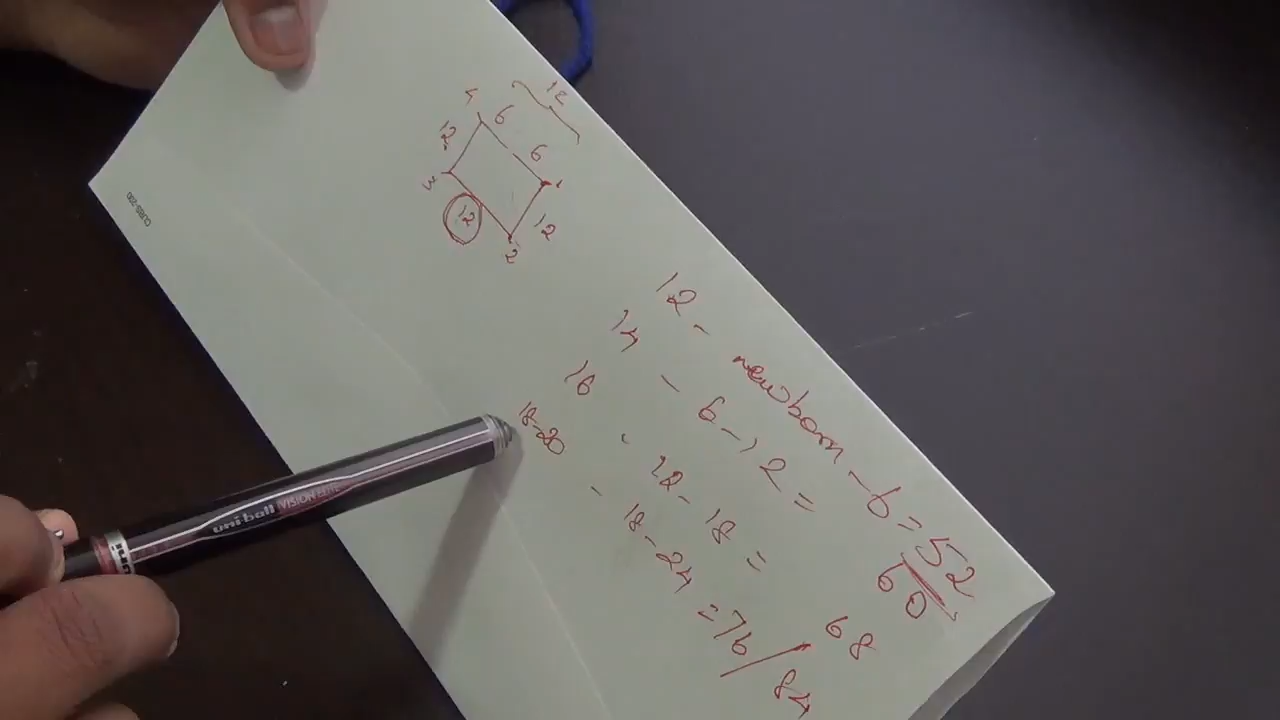 12
4 6
12 6
3 1
12 12
2
12 - newborn - 6 = 52
14 - 6 - 12 = 60
16 - 12 - 18 = 68
18-20 - 18 - 24 = 76/84
uni-ball VISION ELITE
uni